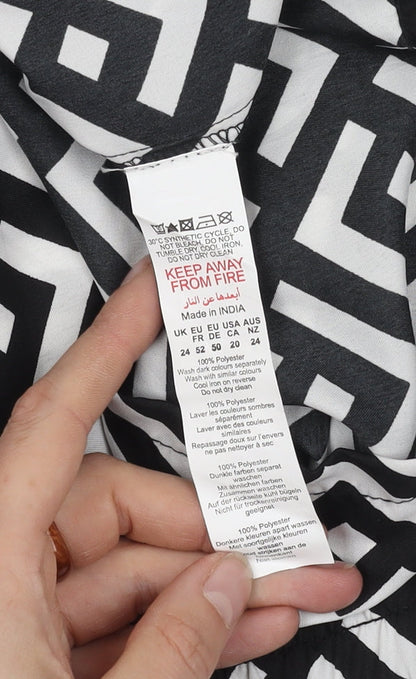 30°C SYNTHETIC CYCLE, DO
NOT BLEACH, DO NOT
TUMBLE DRY, COOL IRON,
DO NOT DRY CLEAN
KEEP AWAY
FROM FIRE
أبعدها عن النار
Made in INDIA
UK EU EU USA AUS
FR DE CA NZ
24 52 50 20 24
100% Polyester
Wash dark colours separately
Wash with similar colours
Cool iron on reverse
Do not dry clean
100% Polyester
Laver les couleurs sombres
séparément
Laver avec des couleurs
similaires
Repassage doux sur l'envers
ne pas nettoyer à sec
100% Polyester
Dunkle farben separat
waschen
Mit ähnlichen farben
Zusammen waschen
Auf der rückseite kühl bügeln
Nicht für trockenreinigung
geeignet
100% Polyester
Donkere kleuren apart wassen
Met soortgelijke kleuren
wassen
strijken aan de